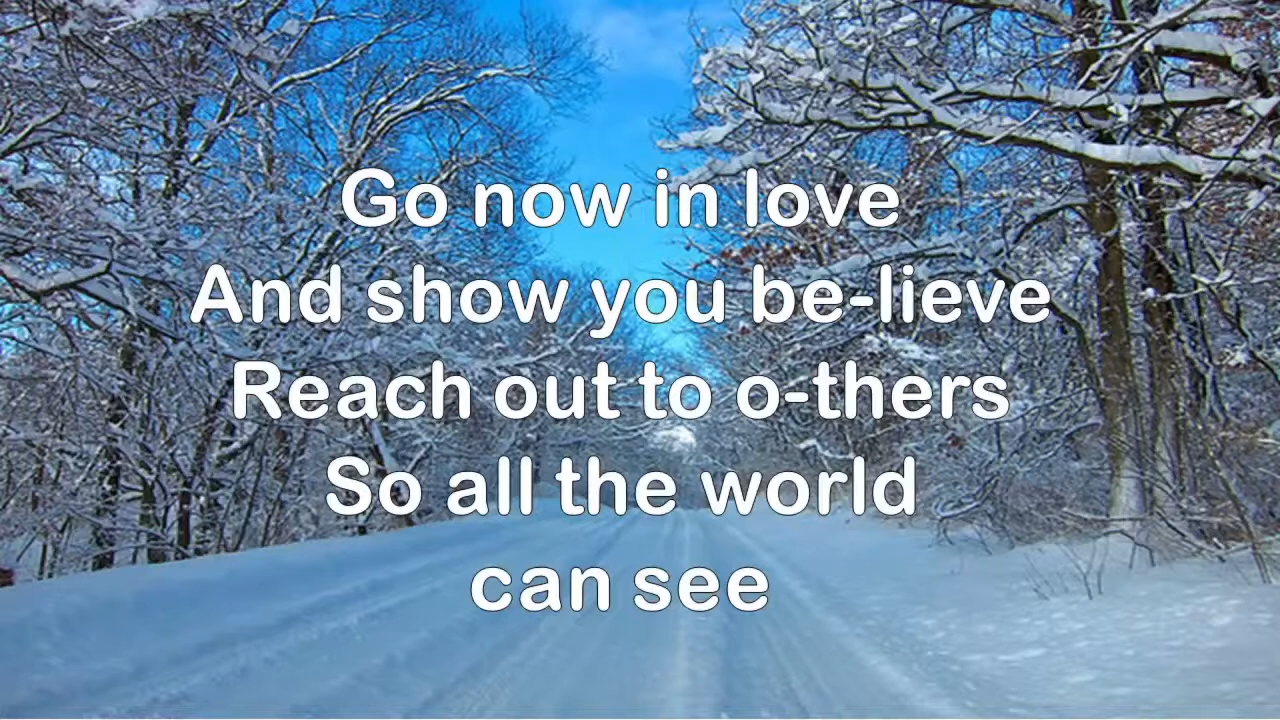 Go now in love
And show you be-lieve
Reach out to o-thers
So all the world
can see